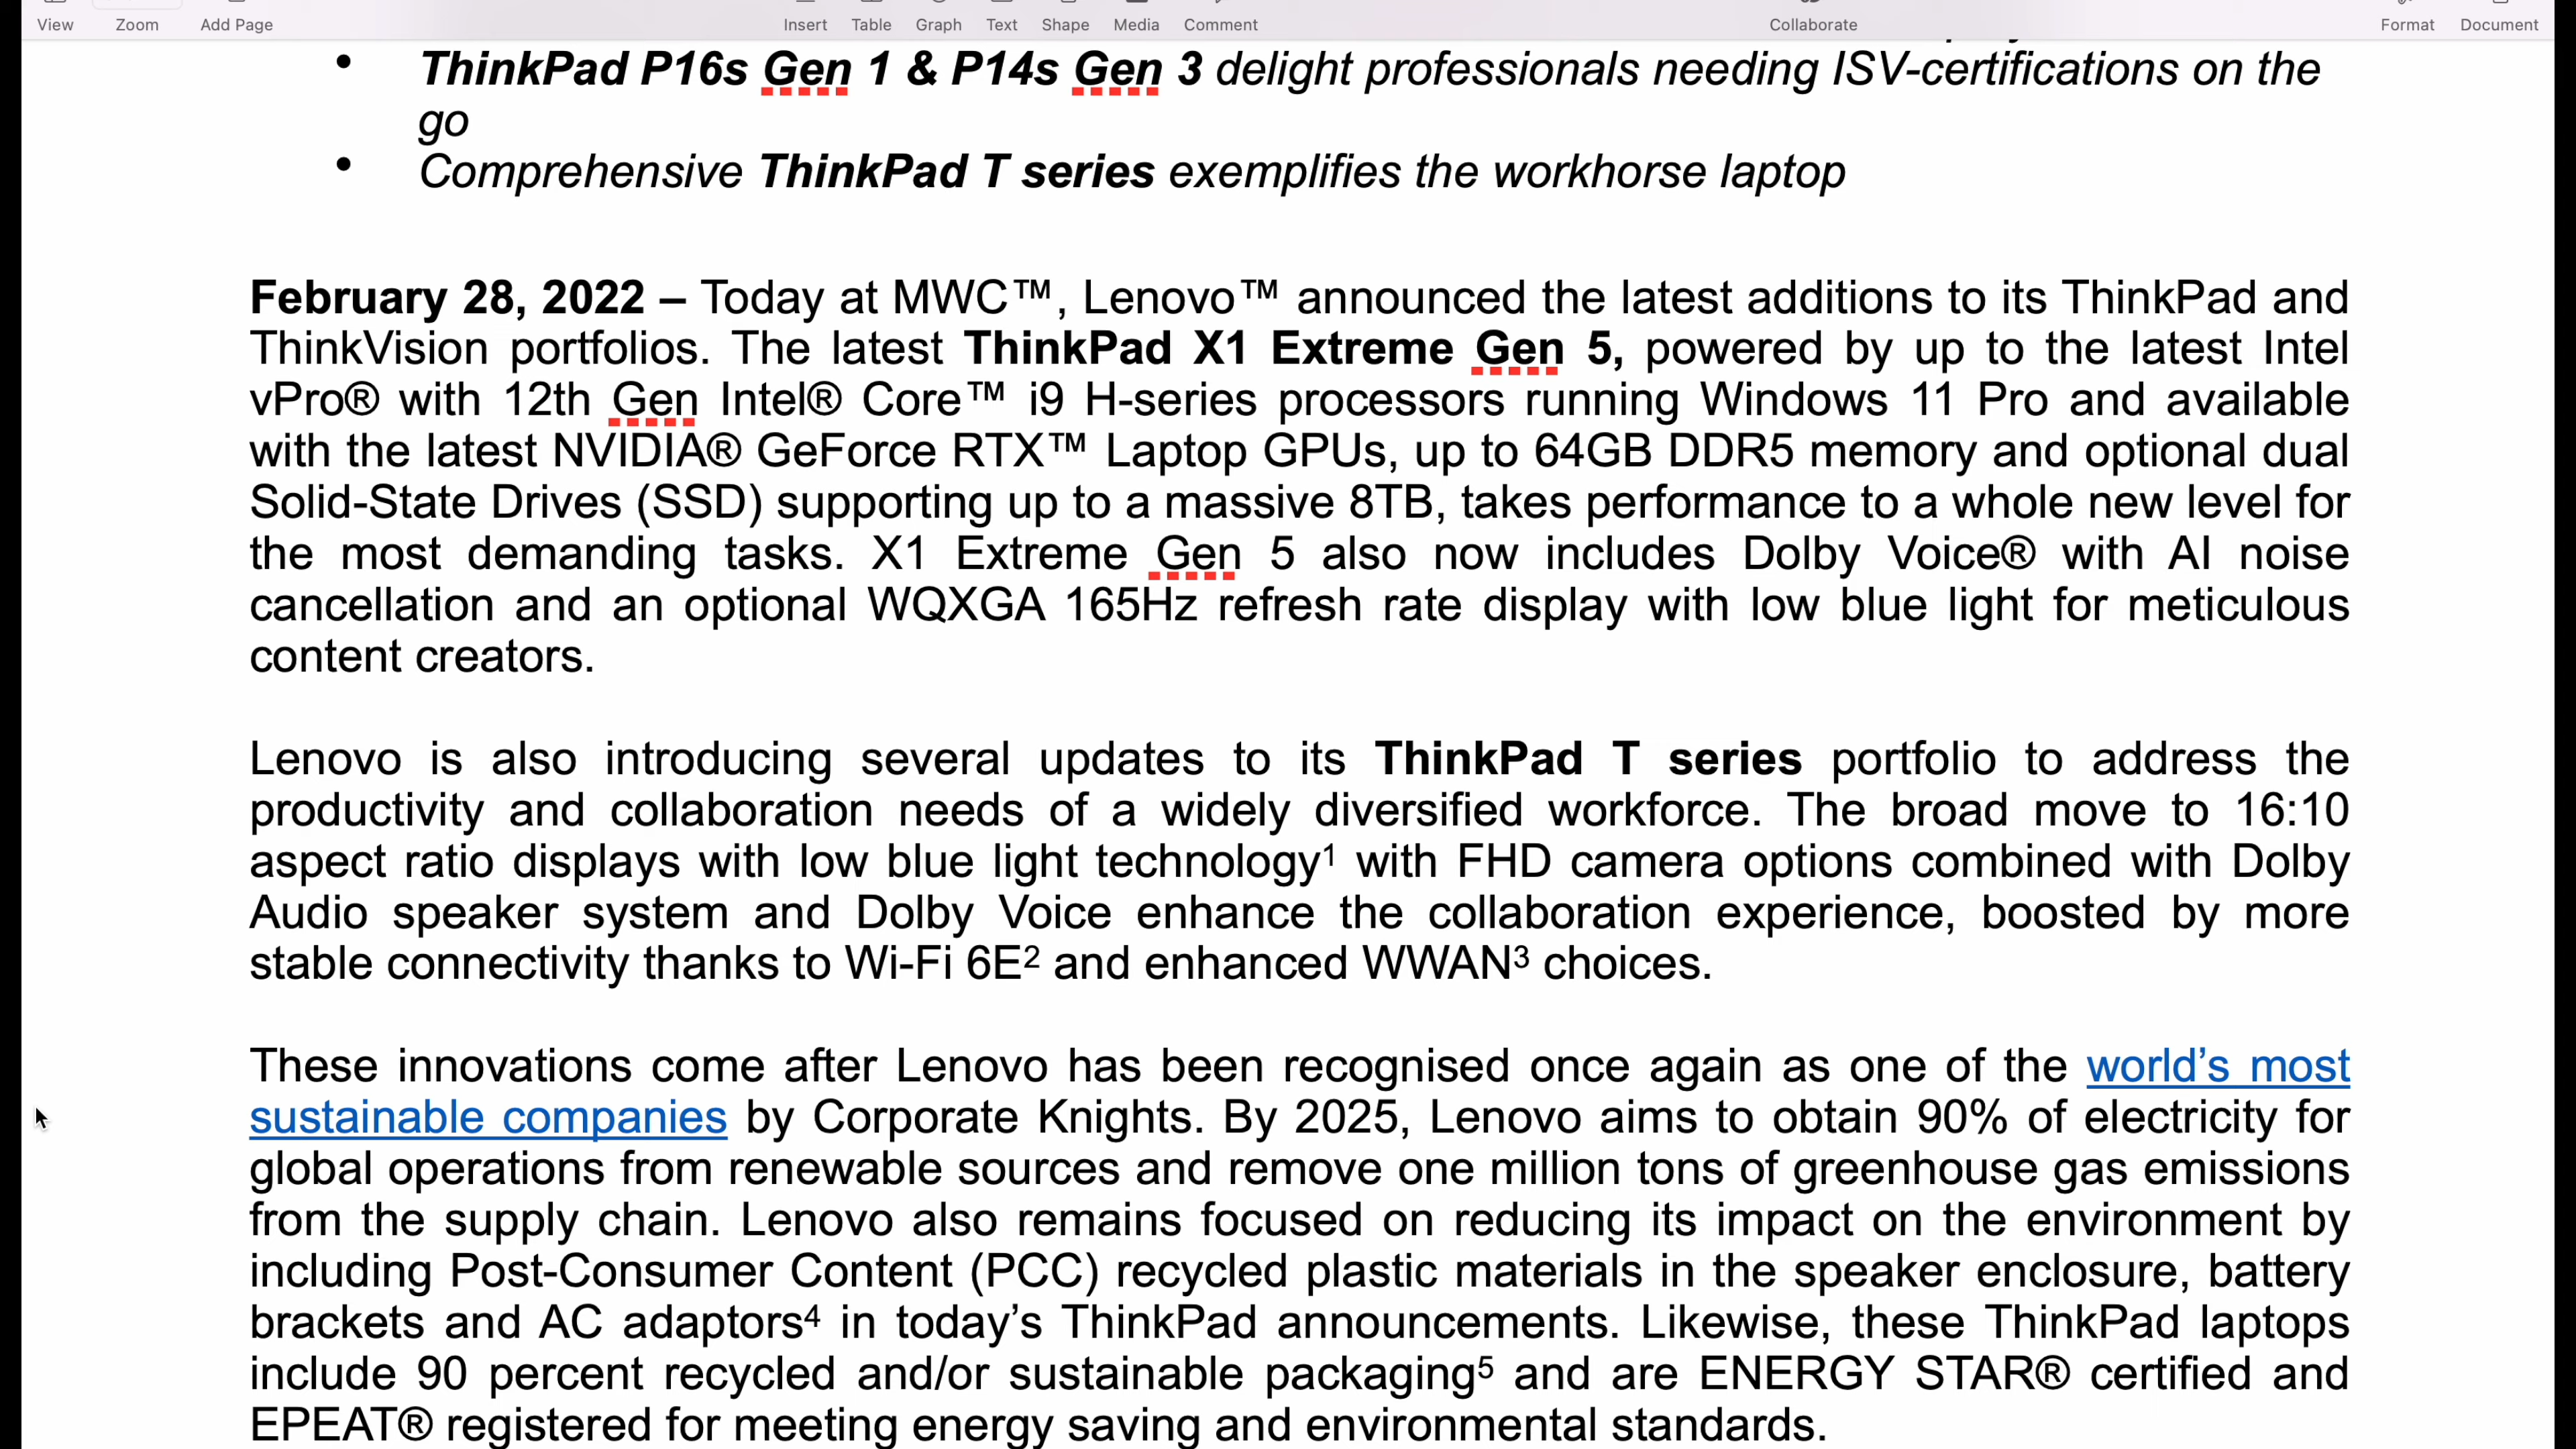 View Zoom Add Page Insert Table Graph Text Shape Media Comment Collaborate Format Document
• ThinkPad P16s Gen 1 & P14s Gen 3 delight professionals needing ISV-certifications on the
go
• Comprehensive ThinkPad T series exemplifies the workhorse laptop
February 28, 2022 – Today at MWC™, Lenovo™ announced the latest additions to its ThinkPad and
ThinkVision portfolios. The latest ThinkPad X1 Extreme Gen 5, powered by up to the latest Intel
vPro® with 12th Gen Intel® Core™ i9 H-series processors running Windows 11 Pro and available
with the latest NVIDIA® GeForce RTX™ Laptop GPUs, up to 64GB DDR5 memory and optional dual
Solid-State Drives (SSD) supporting up to a massive 8TB, takes performance to a whole new level for
the most demanding tasks. X1 Extreme Gen 5 also now includes Dolby Voice® with AI noise
cancellation and an optional WQXGA 165Hz refresh rate display with low blue light for meticulous
content creators.
Lenovo is also introducing several updates to its ThinkPad T series portfolio to address the
productivity and collaboration needs of a widely diversified workforce. The broad move to 16:10
aspect ratio displays with low blue light technology¹ with FHD camera options combined with Dolby
Audio speaker system and Dolby Voice enhance the collaboration experience, boosted by more
stable connectivity thanks to Wi-Fi 6E² and enhanced WWAN³ choices.
These innovations come after Lenovo has been recognised once again as one of the world’s most
sustainable companies by Corporate Knights. By 2025, Lenovo aims to obtain 90% of electricity for
global operations from renewable sources and remove one million tons of greenhouse gas emissions
from the supply chain. Lenovo also remains focused on reducing its impact on the environment by
including Post-Consumer Content (PCC) recycled plastic materials in the speaker enclosure, battery
brackets and AC adaptors⁴ in today’s ThinkPad announcements. Likewise, these ThinkPad laptops
include 90 percent recycled and/or sustainable packaging⁵ and are ENERGY STAR® certified and
EPEAT® registered for meeting energy saving and environmental standards.